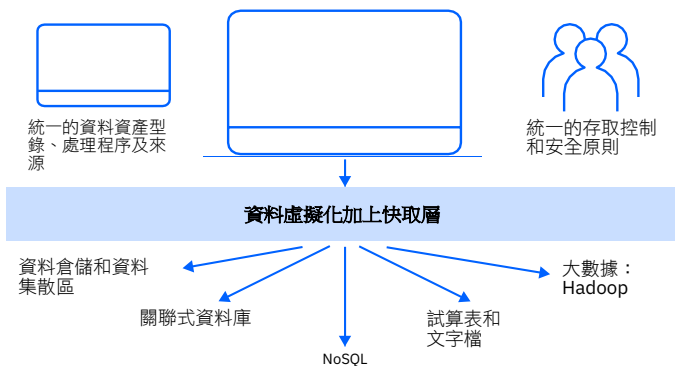 統一的資料資產型
錄、處理程序及來
源
統一的存取控制
和安全原則
資料虛擬化加上快取層
資料倉儲和資料
集散區
關聯式資料庫
NoSQL
試算表和
文字檔
大數據：
Hadoop